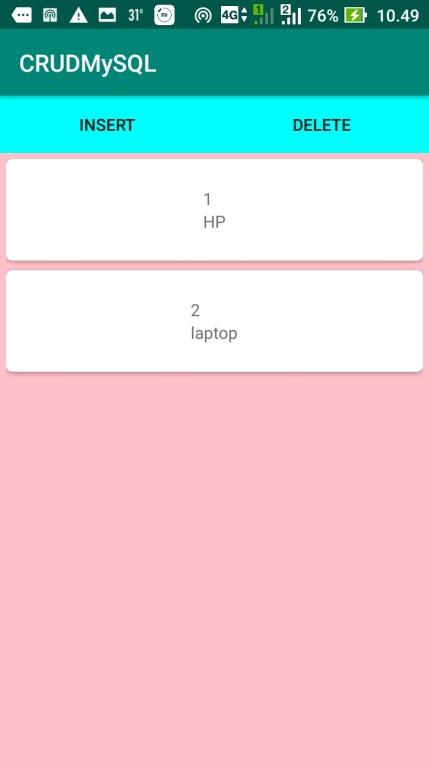 31°
4G 1 2 76% 10.49
CRUDMySQL
INSERT DELETE
1
HP
2
laptop